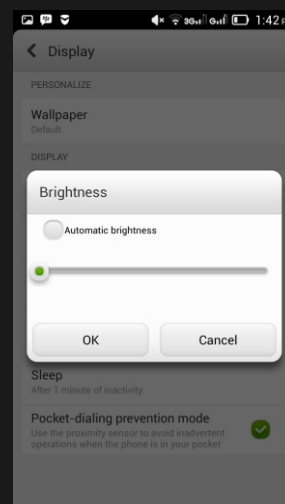 1:42
Display
PERSONALIZE
Wallpaper
Default
DISPLAY
Brightness
Automatic brightness
OK
Cancel
Sleep
After 1 minute of inactivity
Pocket-dialing prevention mode
Use the proximity sensor to avoid inadvertent
operations when the phone is in your pocket